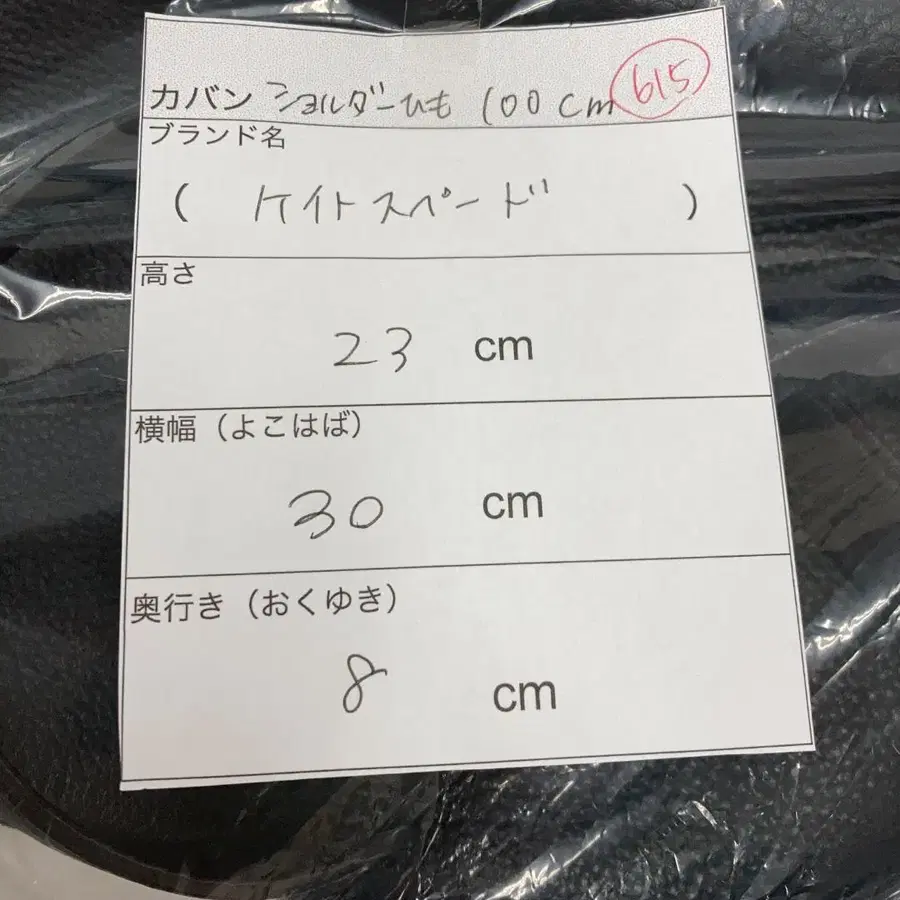 カバン ショルダーひも 100cm 615
ブランド名
( ケイトスペード )
高さ
23 cm
横幅（よこはば）
30 cm
奥行き（おくゆき）
8 cm